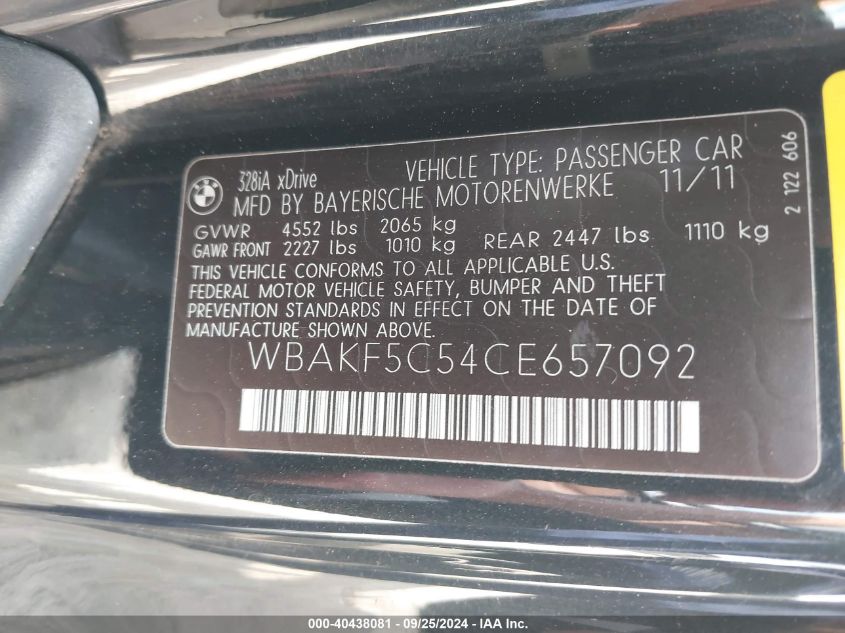 328iA xDrive VEHICLE TYPE: PASSENGER CAR
MFD BY BAYERISCHE MOTORENWERKE 11/11
GVWR 4552 lbs 2065 kg
GAWR FRONT 2227 lbs 1010 kg REAR 2447 lbs 1110 kg
THIS VEHICLE CONFORMS TO ALL APPLICABLE U.S.
FEDERAL MOTOR VEHICLE SAFETY, BUMPER AND THEFT
PREVENTION STANDARDS IN EFFECT ON THE DATE OF
MANUFACTURE SHOWN ABOVE.
WBAKF5C54CE657092
2 122 606
000-40438081 - 09/25/2024 - © IAA Inc.